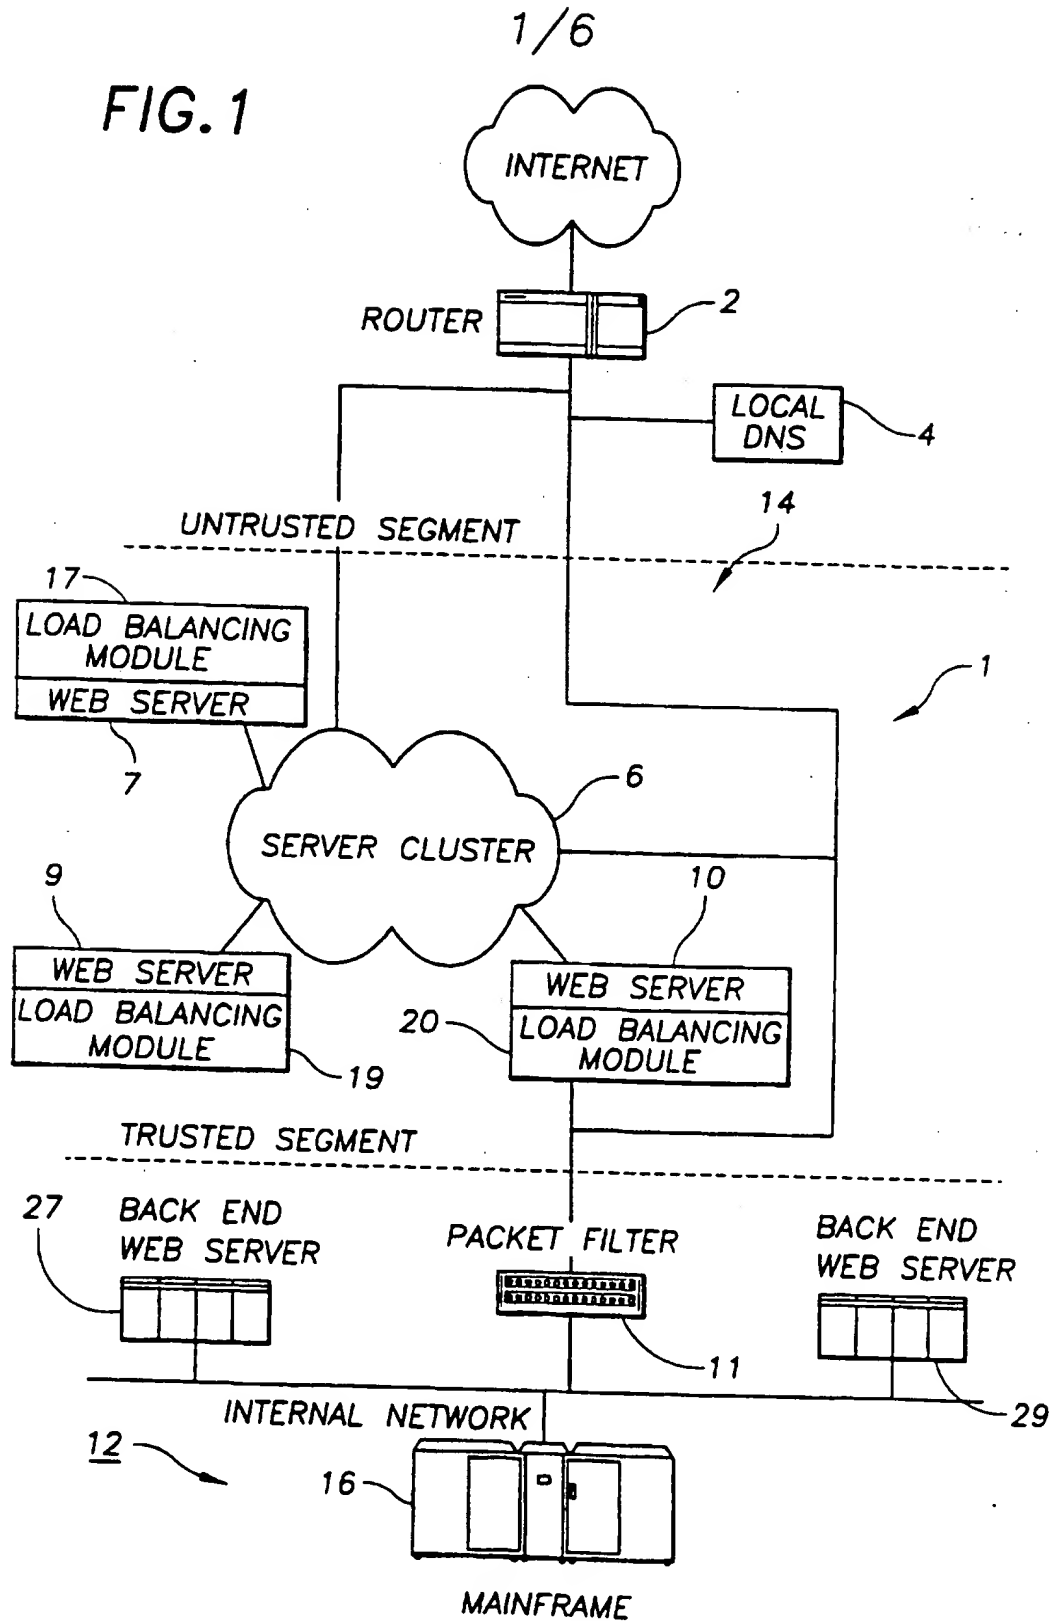 1/6
FIG. 1
INTERNET
ROUTER
2
LOCAL
DNS
4
14
UNTRUSTED SEGMENT
17
LOAD BALANCING
MODULE
WEB SERVER
7
1
6
SERVER CLUSTER
9
WEB SERVER
LOAD BALANCING
MODULE
19
10
WEB SERVER
20
LOAD BALANCING
MODULE
TRUSTED SEGMENT
27
BACK END
WEB SERVER
PACKET FILTER
11
BACK END
WEB SERVER
29
INTERNAL NETWORK
12
16
MAINFRAME